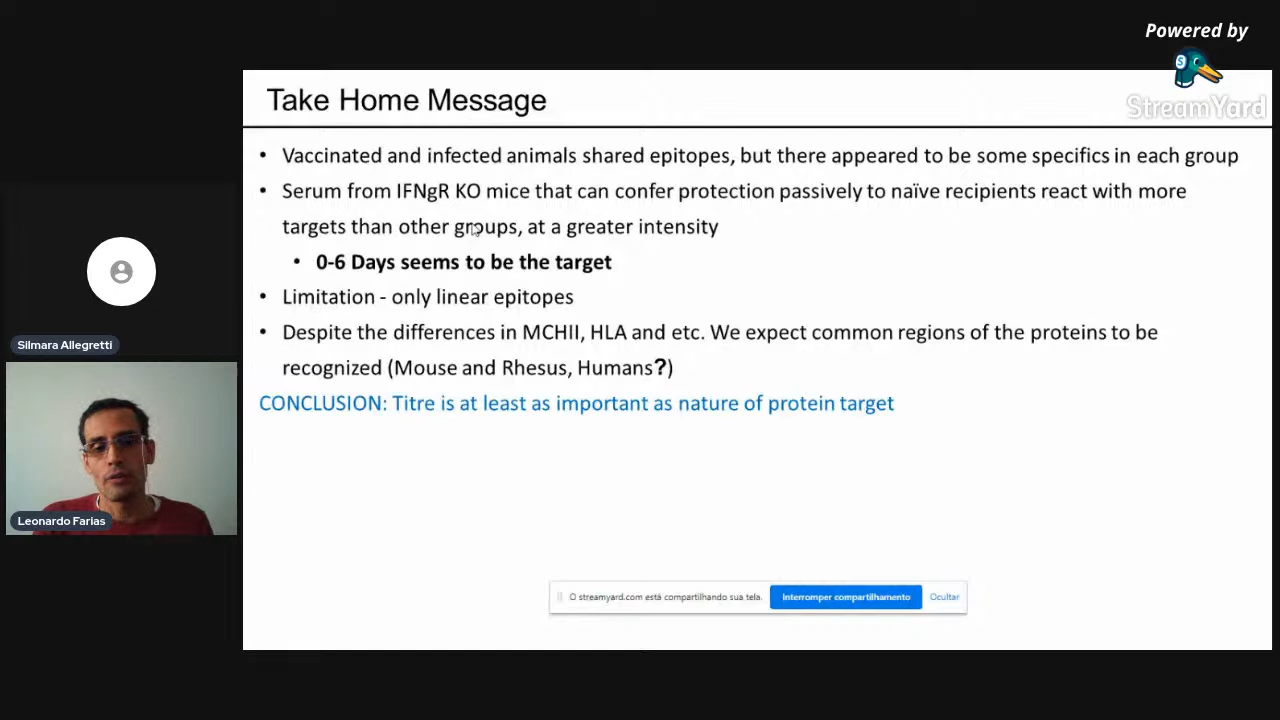 Powered by
StreamYard
Take Home Message
• Vaccinated and infected animals shared epitopes, but there appeared to be some specifics in each group
• Serum from IFNgR KO mice that can confer protection passively to naïve recipients react with more
targets than other groups, at a greater intensity
• 0-6 Days seems to be the target
• Limitation - only linear epitopes
• Despite the differences in MCHII, HLA and etc. We expect common regions of the proteins to be
recognized (Mouse and Rhesus, Humans?)
CONCLUSION: Titre is at least as important as nature of protein target
Silmara Allegretti
Leonardo Farias
O streamyard.com está compartilhando sua tela. Interromper compartilhamento Ocultar